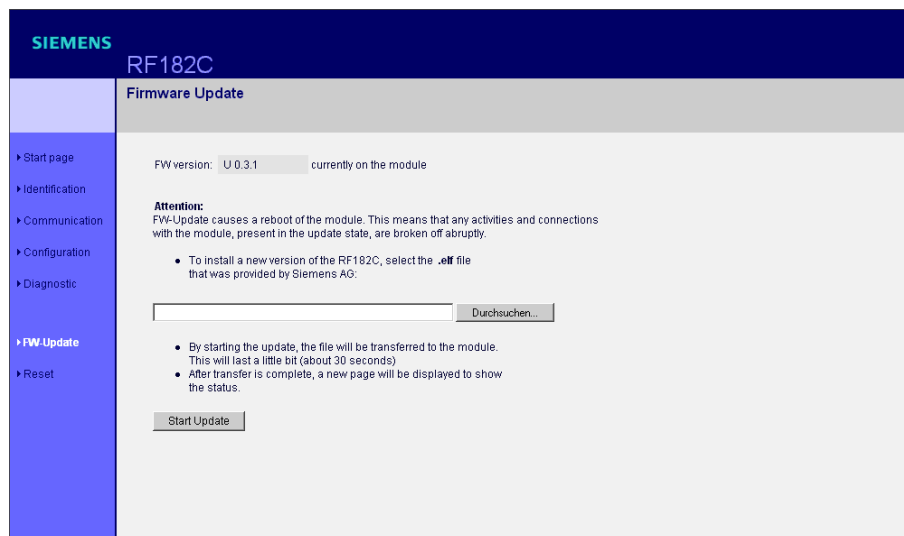 SIEMENS
RF182C
Firmware Update
Start page
Identification
Communication
Configuration
Diagnostic
FW-Update
Reset
FW version: U 0.3.1 currently on the module
Attention:
FW-Update causes a reboot of the module. This means that any activities and connections
with the module, present in the update state, are broken off abruptly.
To install a new version of the RF182C, select the .elf file
that was provided by Siemens AG:
Durchsuchen...
By starting the update, the file will be transferred to the module.
This will last a little bit (about 30 seconds)
After transfer is complete, a new page will be displayed to show
the status.
Start Update